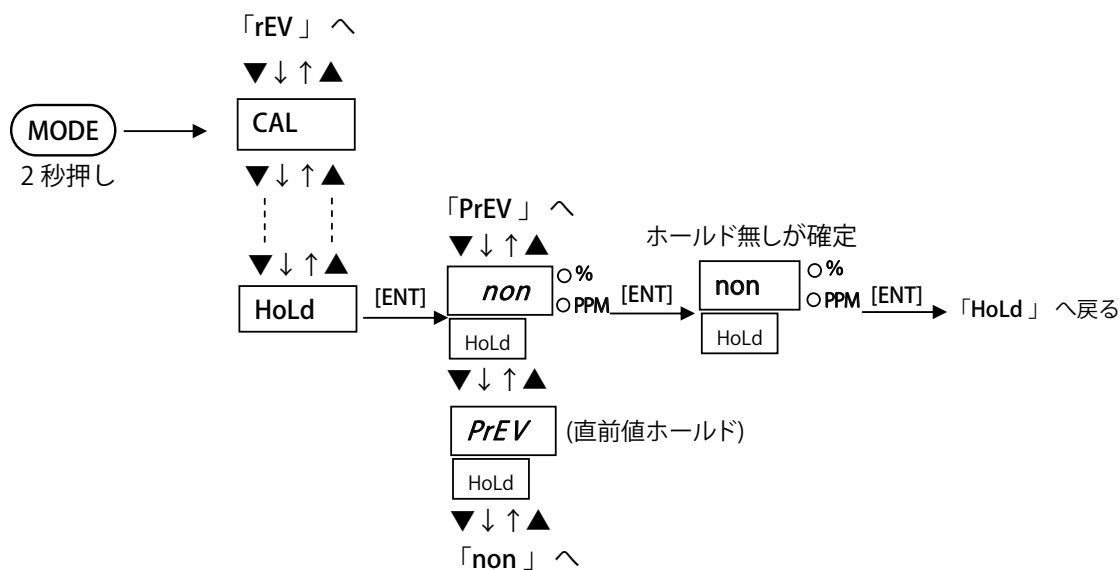 「rEV」 へ
▼↓↑▲
MODE
2 秒押し
CAL
▼↓↑▲
▼↓↑▲
HoLd
[ENT]
「PrEV」 へ
▼↓↑▲
non
○%
○PPM
HoLd
[ENT]
ホールド無しが確定
non
○%
○PPM
HoLd
[ENT]
「HoLd」 へ戻る
▼↓↑▲
PrEV
(直前値ホールド)
HoLd
▼↓↑▲
「non」 へ